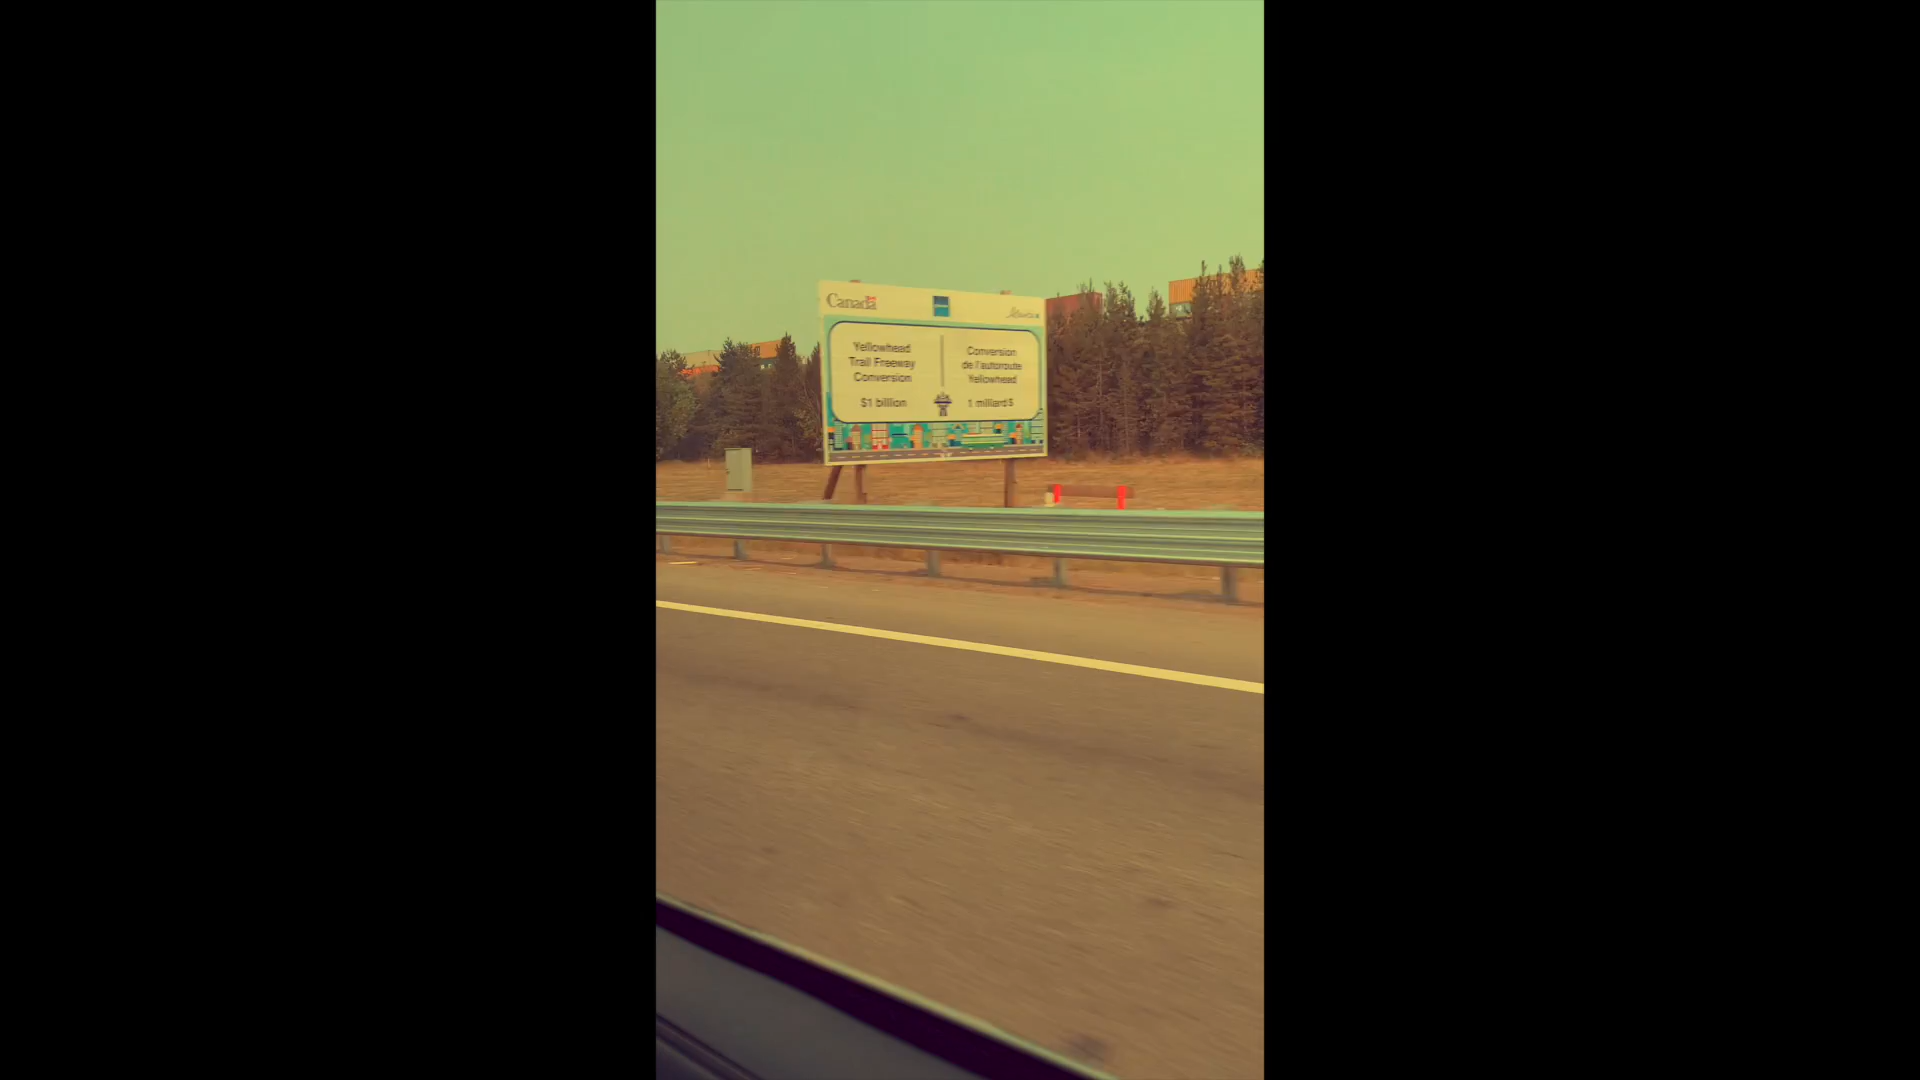 Canada
Yellowhead
Trail Freeway
Conversion
$1 billion
Conversion
de l'autoroute
Yellowhead
1 milliard $